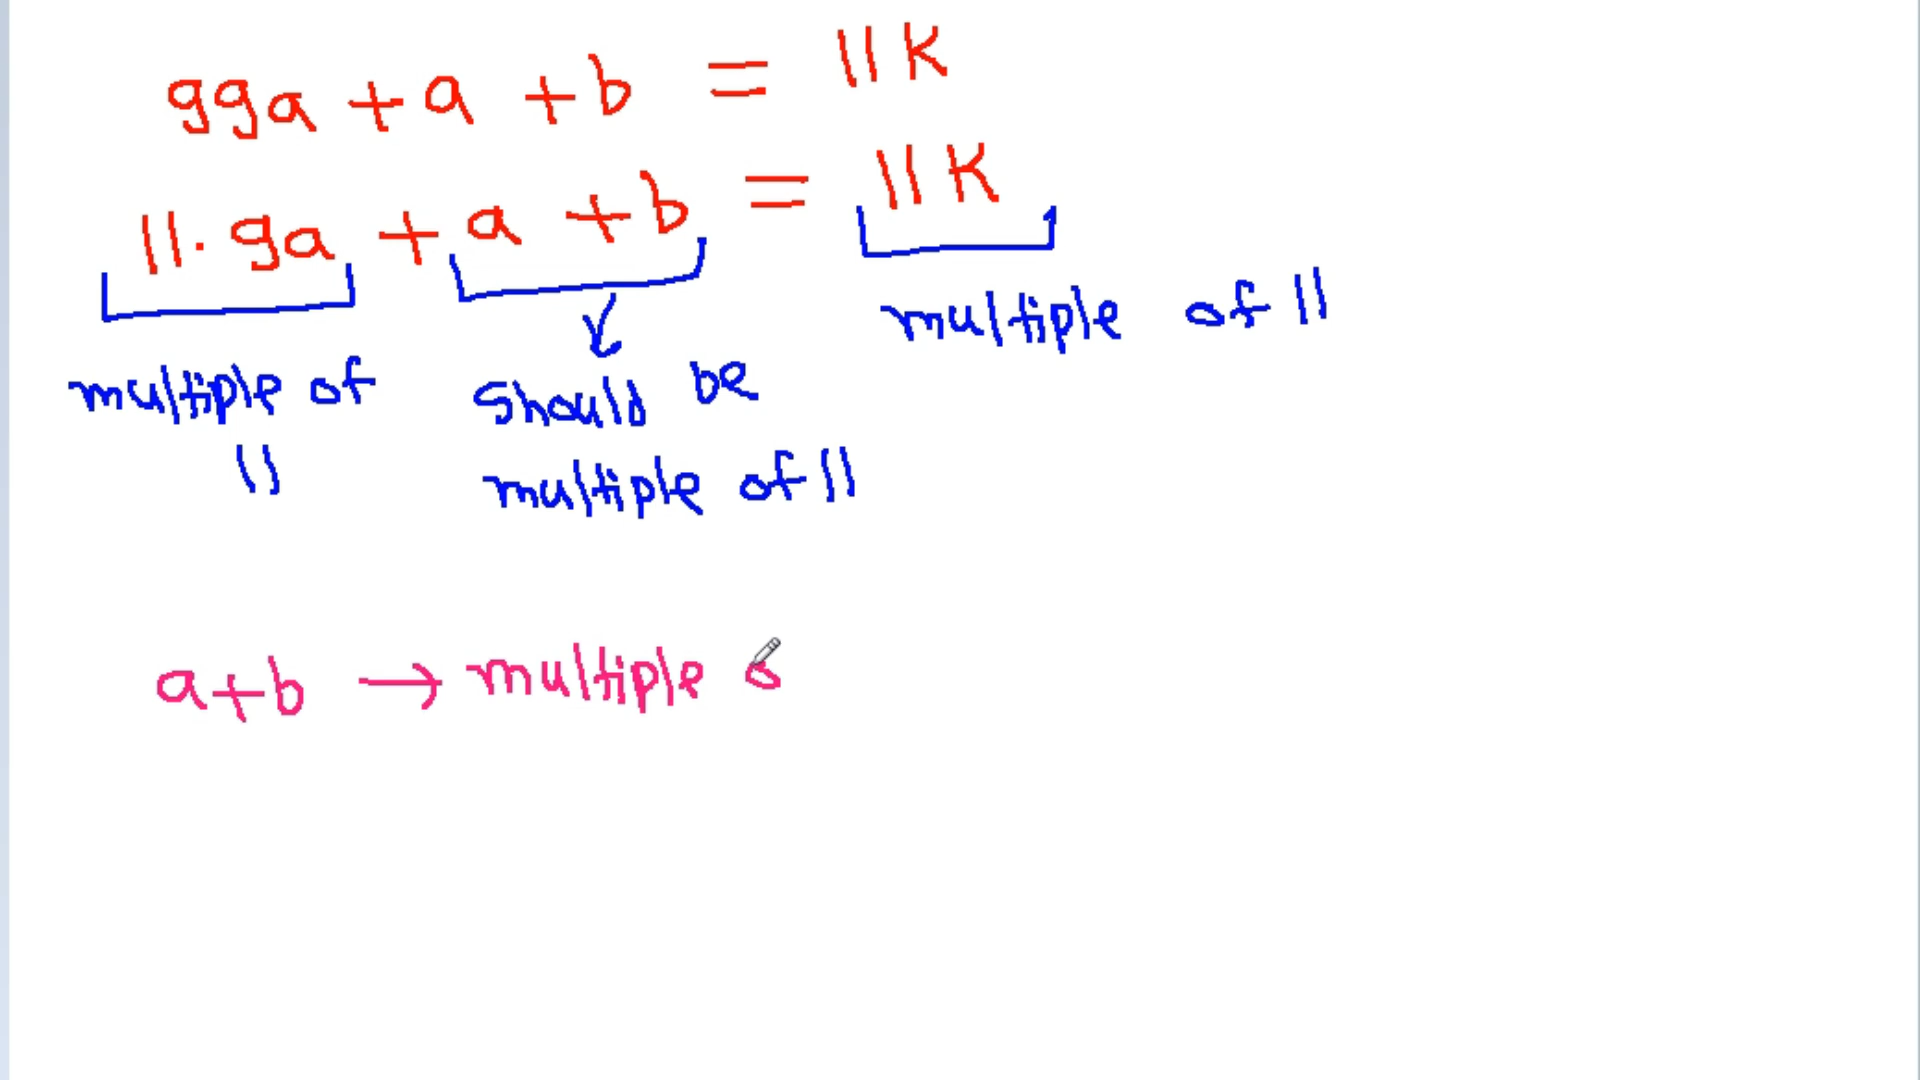 99a + a + b = 11K
11. 9a + a + b = 11K
multiple of 11
multiple of
11
should be
multiple of 11
a+b → multiple o